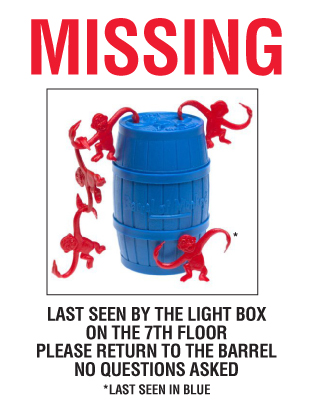 MISSING
*
LAST SEEN BY THE LIGHT BOX
ON THE 7TH FLOOR
PLEASE RETURN TO THE BARREL
NO QUESTIONS ASKED
*LAST SEEN IN BLUE